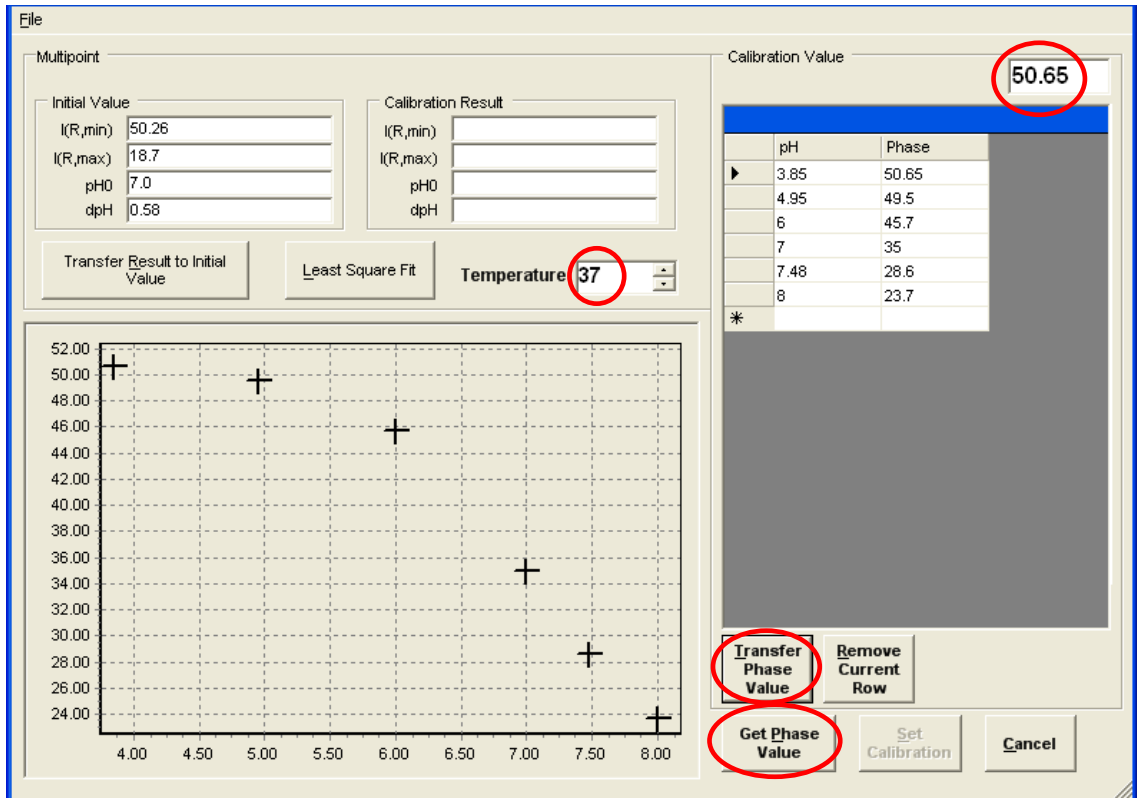 File
Multipoint
Initial Value
I(R,min) 50.26
I(R,max) 18.7
pH0 7.0
dpH 0.58
Calibration Result
I(R,min)
I(R,max)
pH0
dpH
Transfer Result to Initial
Value
Least Square Fit
Temperature 37
52.00
50.00
48.00
46.00
44.00
42.00
40.00
38.00
36.00
34.00
32.00
30.00
28.00
26.00
24.00
4.00 4.50 5.00 5.50 6.00 6.50 7.00 7.50 8.00
Calibration Value
50.65
pH Phase
3.85 50.65
4.95 49.5
6 45.7
7 35
7.48 28.6
8 23.7
Transfer
Phase
Value
Remove
Current
Row
Get Phase
Value
Set
Calibration
Cancel